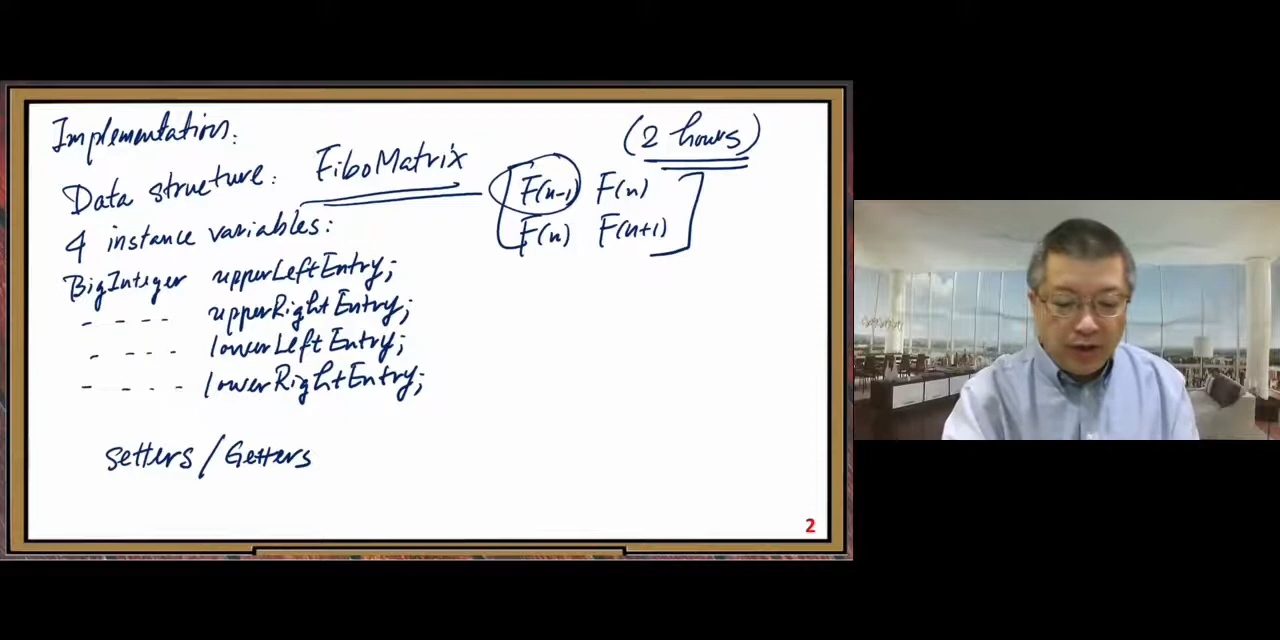 Implementation:
(2 hours)
Data structure: FiboMatrix
[F(n-1) F(n)
F(n) F(n+1)]
4 instance variables:
BigInteger upperLeftEntry;
- - - - upperRightEntry;
- - - - lowerLeftEntry;
- - - - lowerRightEntry;
setters / Getters
2